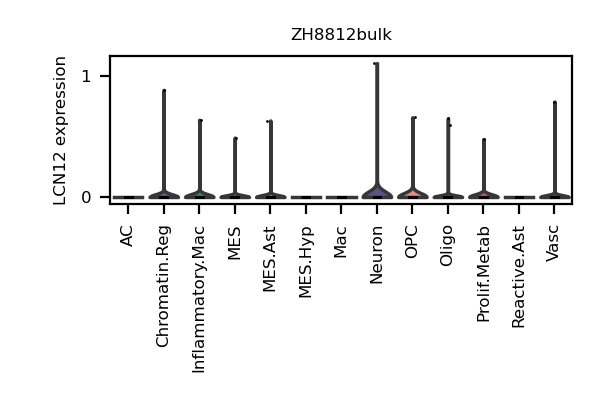 ZH8812bulk
LCN12 expression
1
0
AC
Chromatin.Reg
Inflammatory.Mac
MES
MES.Ast
MES.Hyp
Mac
Neuron
OPC
Oligo
Prolif.Metab
Reactive.Ast
Vasc